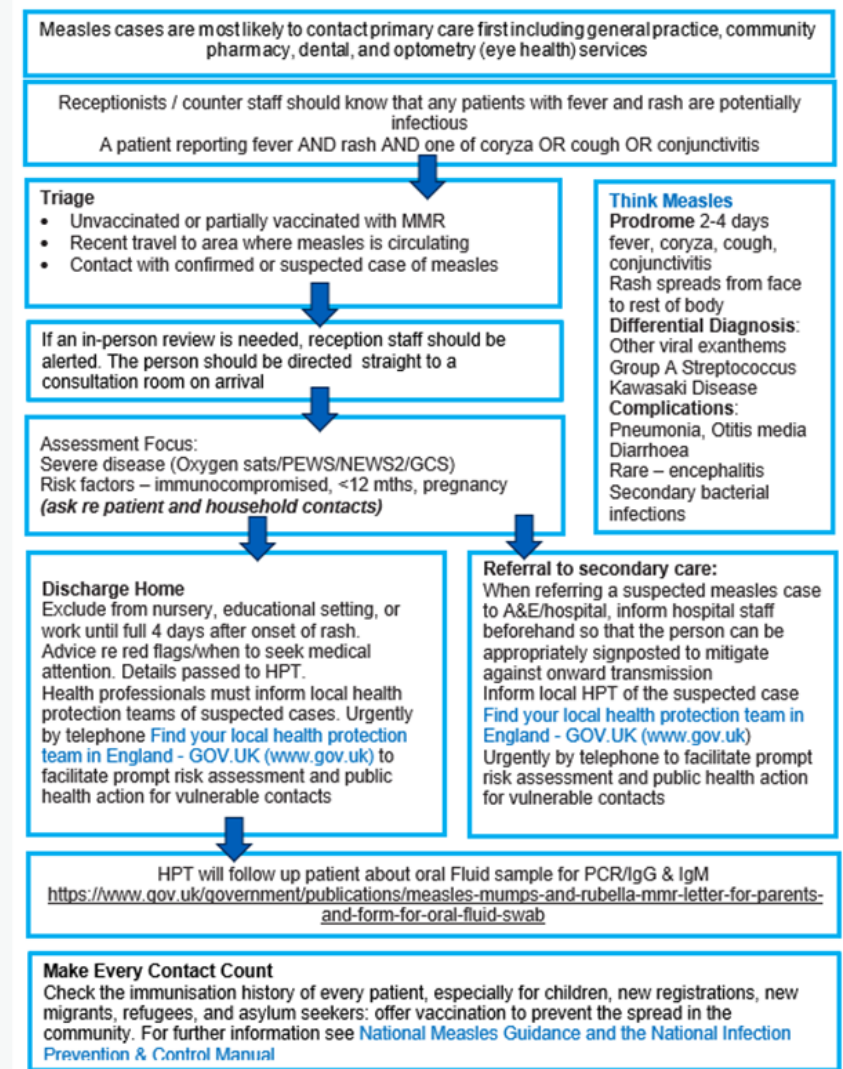 Measles cases are most likely to contact primary care first including general practice, community
pharmacy, dental, and optometry (eye health) services
Receptionists / counter staff should know that any patients with fever and rash are potentially
infectious
A patient reporting fever AND rash AND one of coryza OR cough OR conjunctivitis
Triage
• Unvaccinated or partially vaccinated with MMR
• Recent travel to area where measles is circulating
• Contact with confirmed or suspected case of measles
Think Measles
Prodrome 2-4 days
fever, coryza, cough,
conjunctivitis
Rash spreads from face
to rest of body
Differential Diagnosis:
Other viral exanthems
Group A Streptococcus
Kawasaki Disease
Complications:
Pneumonia, Otitis media
Diarrhoea
Rare – encephalitis
Secondary bacterial
infections
If an in-person review is needed, reception staff should be
alerted. The person should be directed straight to a
consultation room on arrival
Assessment Focus:
Severe disease (Oxygen sats/PEWS/NEWS2/GCS)
Risk factors – immunocompromised, <12 mths, pregnancy
(ask re patient and household contacts)
Discharge Home
Exclude from nursery, educational setting, or
work until full 4 days after onset of rash.
Advice re red flags/when to seek medical
attention. Details passed to HPT.
Health professionals must inform local health
protection teams of suspected cases. Urgently
by telephone Find your local health protection
team in England - GOV.UK (www.gov.uk) to
facilitate prompt risk assessment and public
health action for vulnerable contacts
Referral to secondary care:
When referring a suspected measles case
to A&E/hospital, inform hospital staff
beforehand so that the person can be
appropriately signposted to mitigate
against onward transmission
Inform local HPT of the suspected case
Find your local health protection team in
England - GOV.UK (www.gov.uk)
Urgently by telephone to facilitate prompt
risk assessment and public health action
for vulnerable contacts
HPT will follow up patient about oral Fluid sample for PCR/IgG & IgM
https://www.gov.uk/government/publications/measles-mumps-and-rubella-mmr-letter-for-parents-
and-form-for-oral-fluid-swab
Make Every Contact Count
Check the immunisation history of every patient, especially for children, new registrations, new
migrants, refugees, and asylum seekers: offer vaccination to prevent the spread in the
community. For further information see National Measles Guidance and the National Infection
Prevention & Control Manual